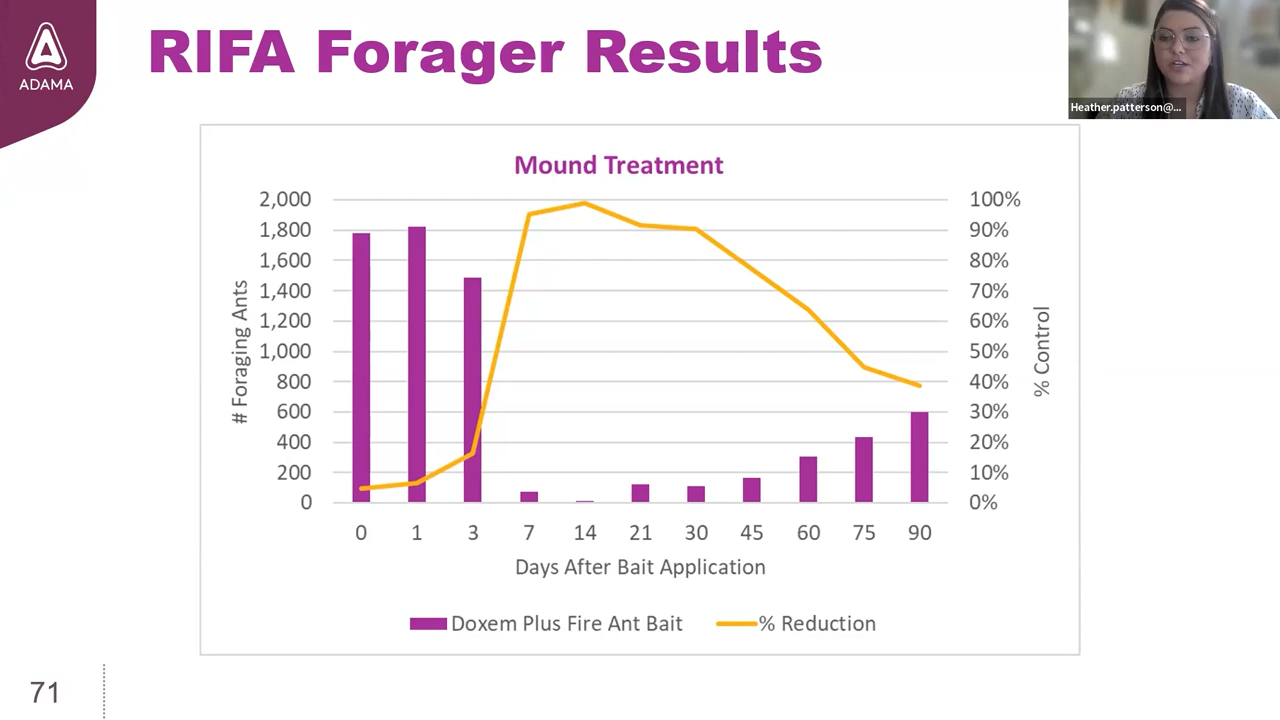 ADAMA
RIFA Forager Results
Heather.patterson@...
Mound Treatment
2,000
1,800
1,600
1,400
1,200
1,000
800
600
400
200
0
# Foraging Ants
100%
90%
80%
70%
60%
50%
40%
30%
20%
10%
0%
% Control
0 1 3 7 14 21 30 45 60 75 90
Days After Bait Application
Doxem Plus Fire Ant Bait % Reduction
71